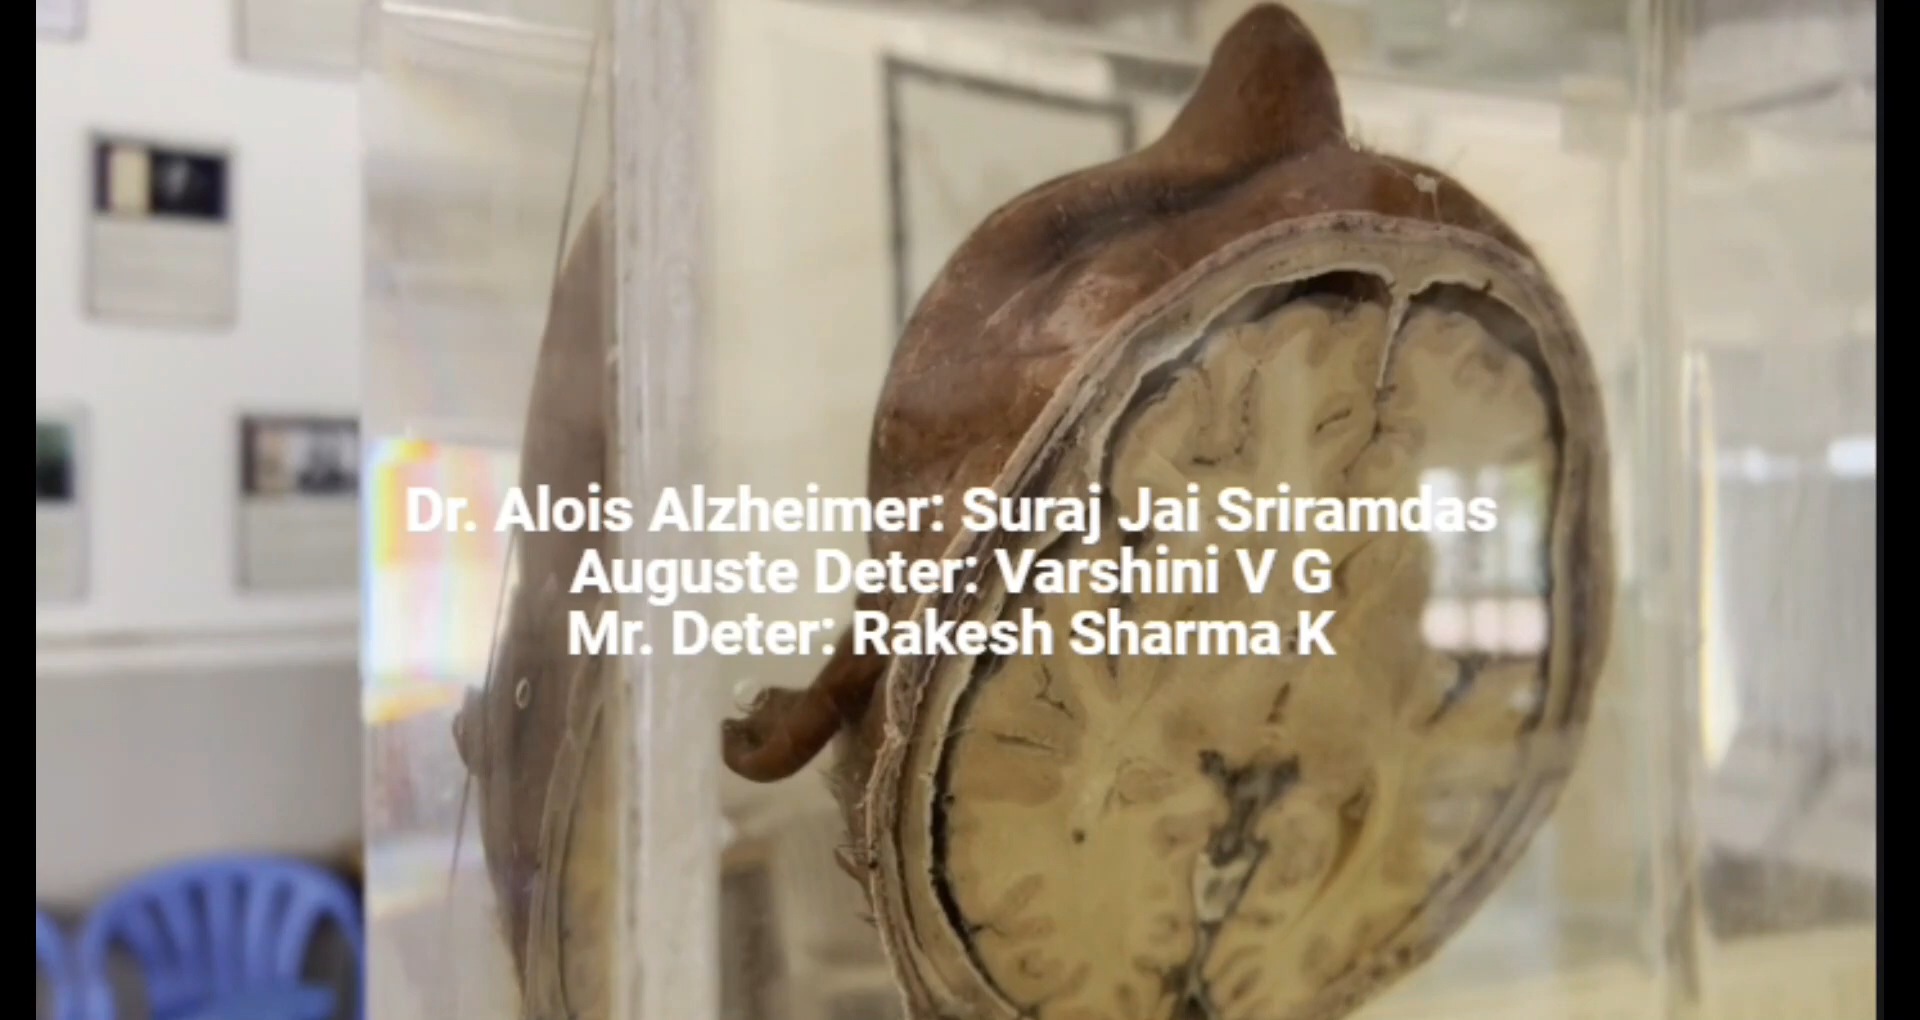 Dr. Alois Alzheimer: Suraj Jai Sriramdas
Auguste Deter: Varshini V G
Mr. Deter: Rakesh Sharma K